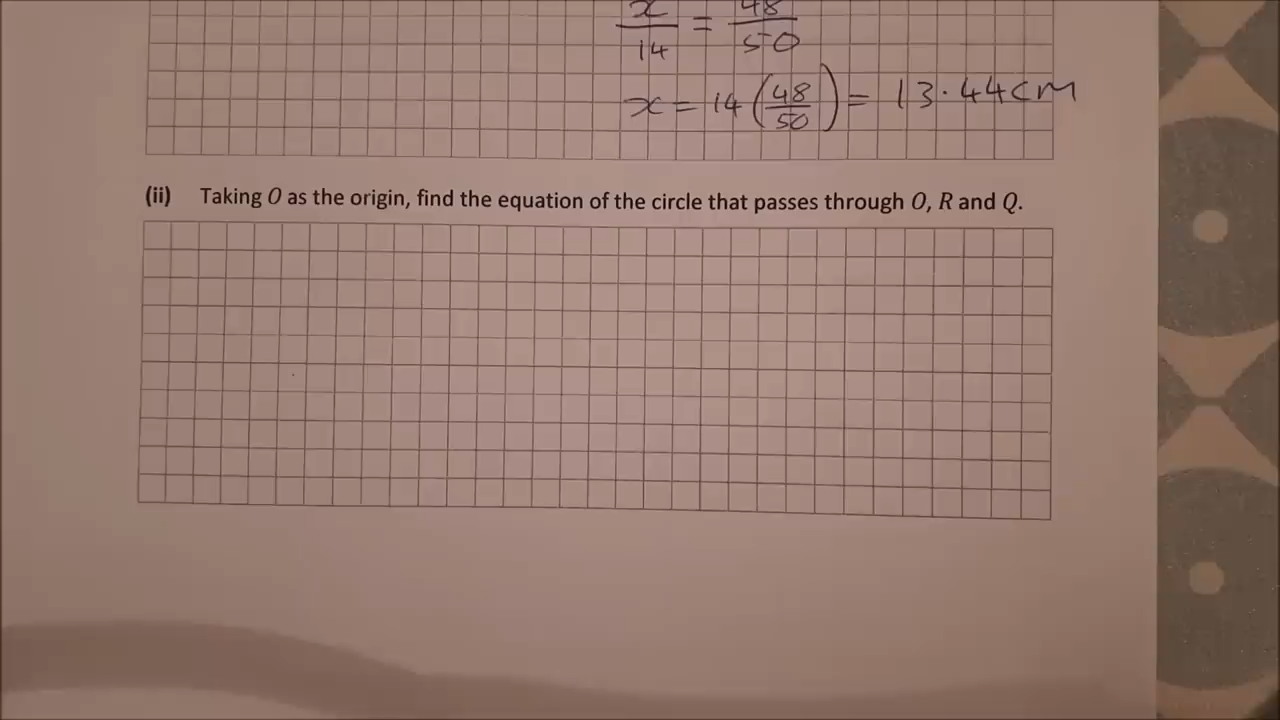 x/14 = 48/50
x = 14 (48/50) = 13.44cm
(ii) Taking O as the origin, find the equation of the circle that passes through O, R and Q.